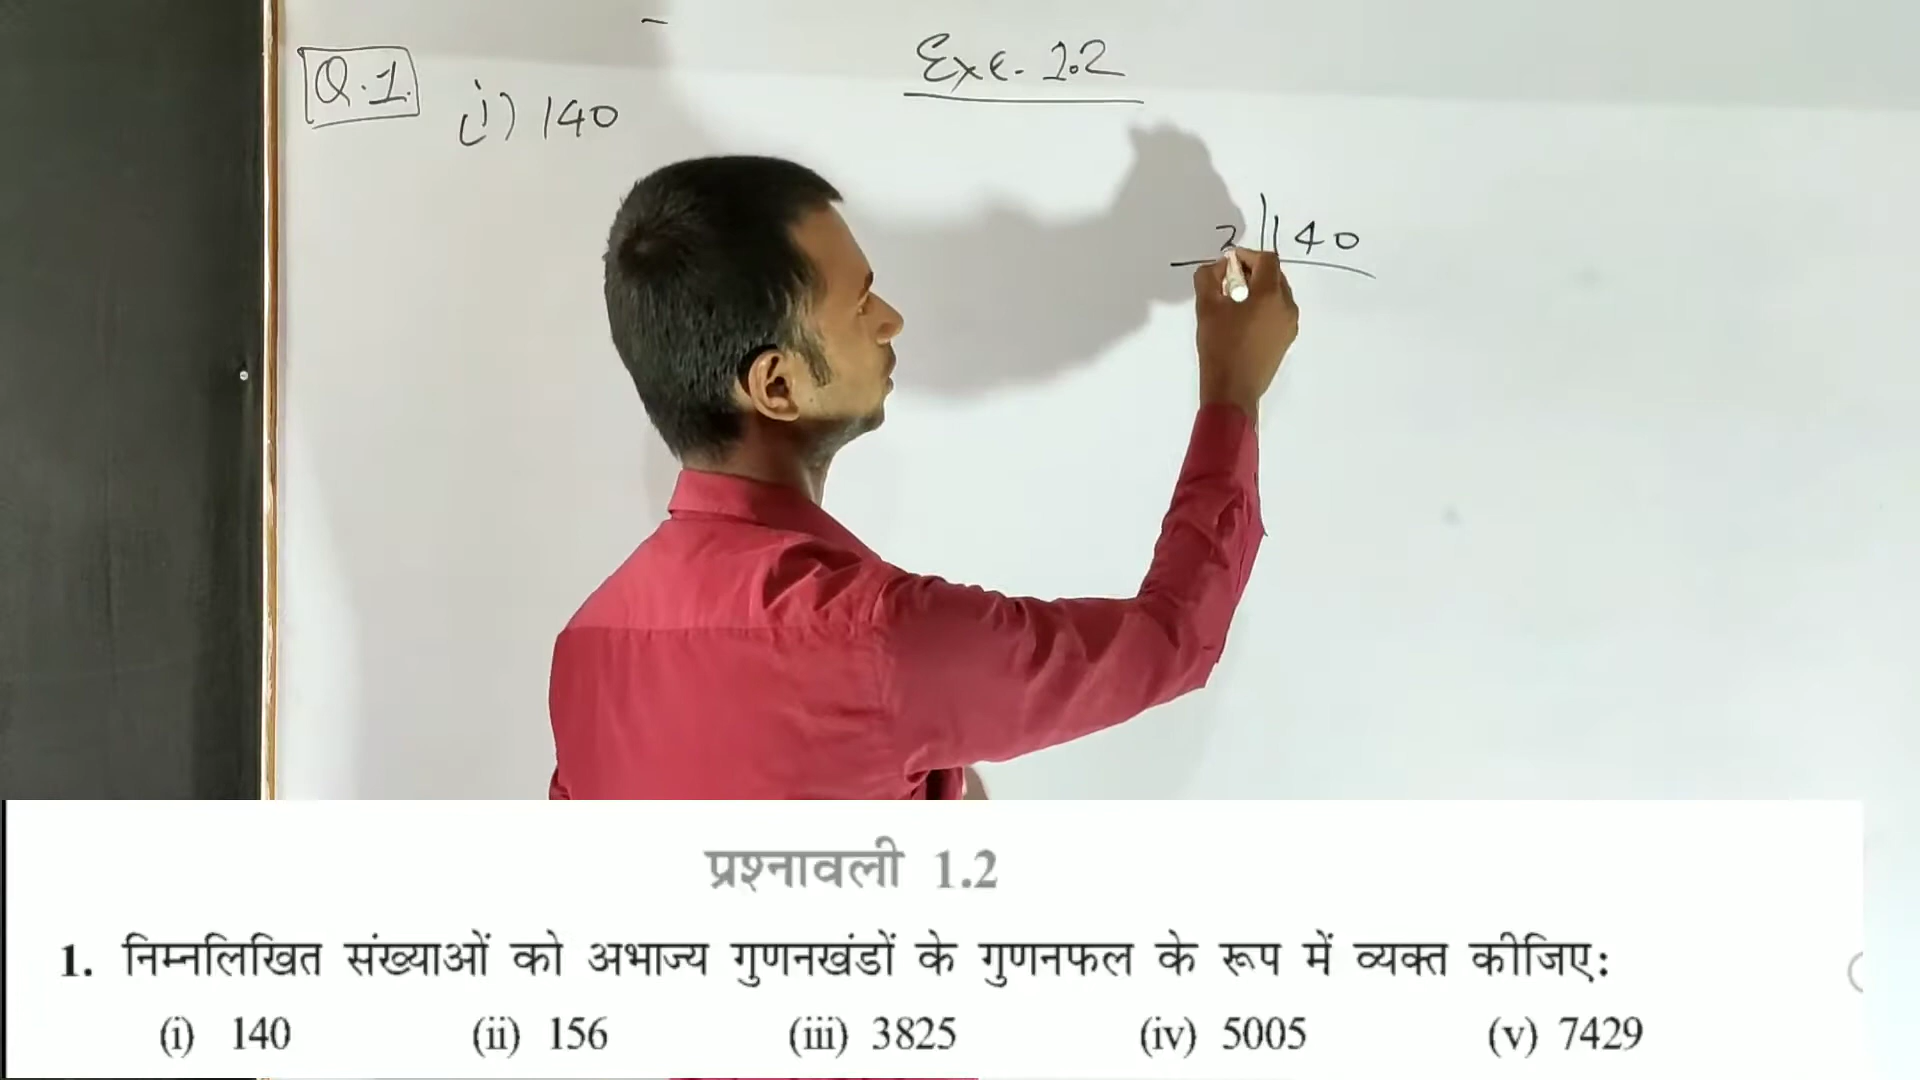 Q.1.
(i) 140
Exe. 1.2
2 | 140
प्रश्नावली 1.2
1. निम्नलिखित संख्याओं को अभाज्य गुणनखंडों के गुणनफल के रूप में व्यक्त कीजिए:
(i) 140 (ii) 156 (iii) 3825 (iv) 5005 (v) 7429